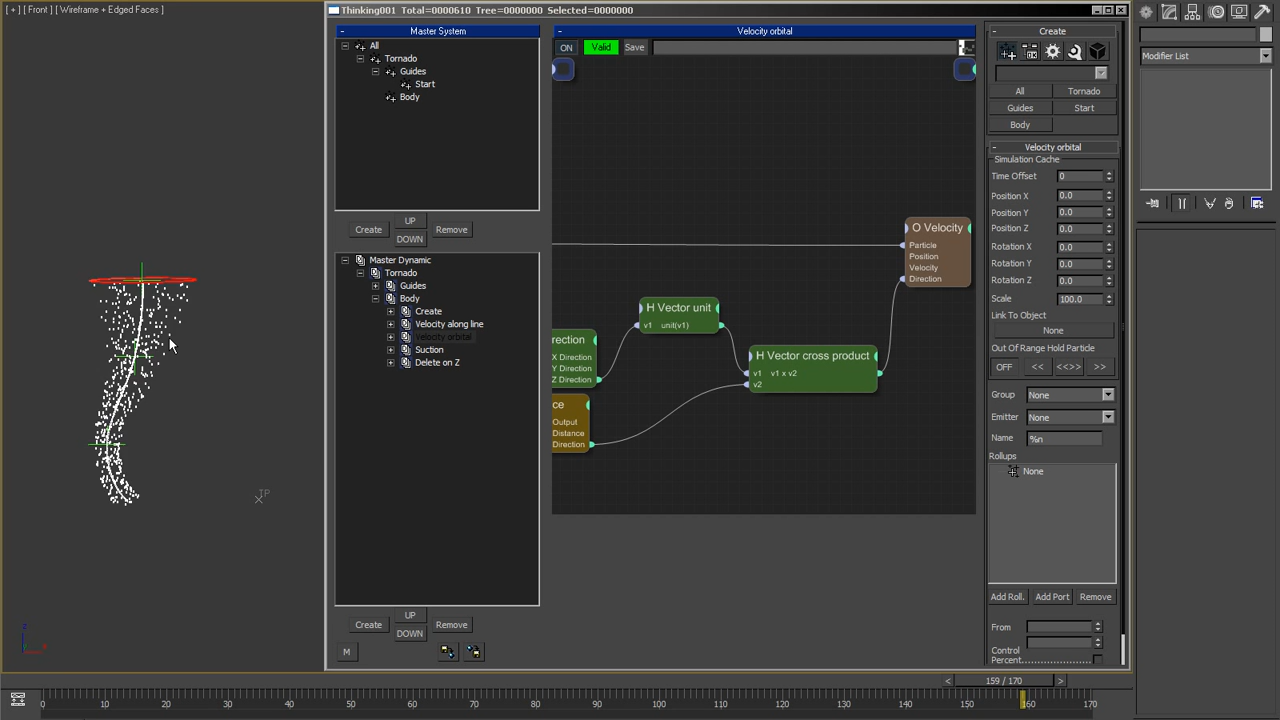 [ + ] [ Front ] [ Wireframe + Edged Faces ]
Thinking001 Total=0000610 Tree=0000000 Selected=0000000
Master System
All
Tornado
Guides
Start
Body
Create
UP
DOWN
Remove
Master Dynamic
Tornado
Guides
Body
Create
Velocity along line
Velocity orbital
Suction
Delete on Z
Create
UP
DOWN
Remove
M
TP
z
x
Velocity orbital
ON
Valid
Save
O Velocity
Particle
Position
Velocity
Direction
H Vector unit
v1 unit(v1)
rection
X Direction
Y Direction
Z Direction
H Vector cross product
v1 v1 x v2
v2
ce
Output
Distance
Direction
Create
All
Tornado
Guides
Start
Body
Velocity orbital
Simulation Cache
Time Offset 0
Position X 0.0
Position Y 0.0
Position Z 0.0
Rotation X 0.0
Rotation Y 0.0
Rotation Z 0.0
Scale 100.0
Link To Object
None
Out Of Range Hold Particle
OFF << <<>> >>
Group None
Emitter None
Name %n
Rollups
None
Add Roll. Add Port Remove
From
Control
Percent
Modifier List
< 159 / 170 >
0 10 20 30 40 50 60 70 80 90 100 110 120 130 140 150 160 170